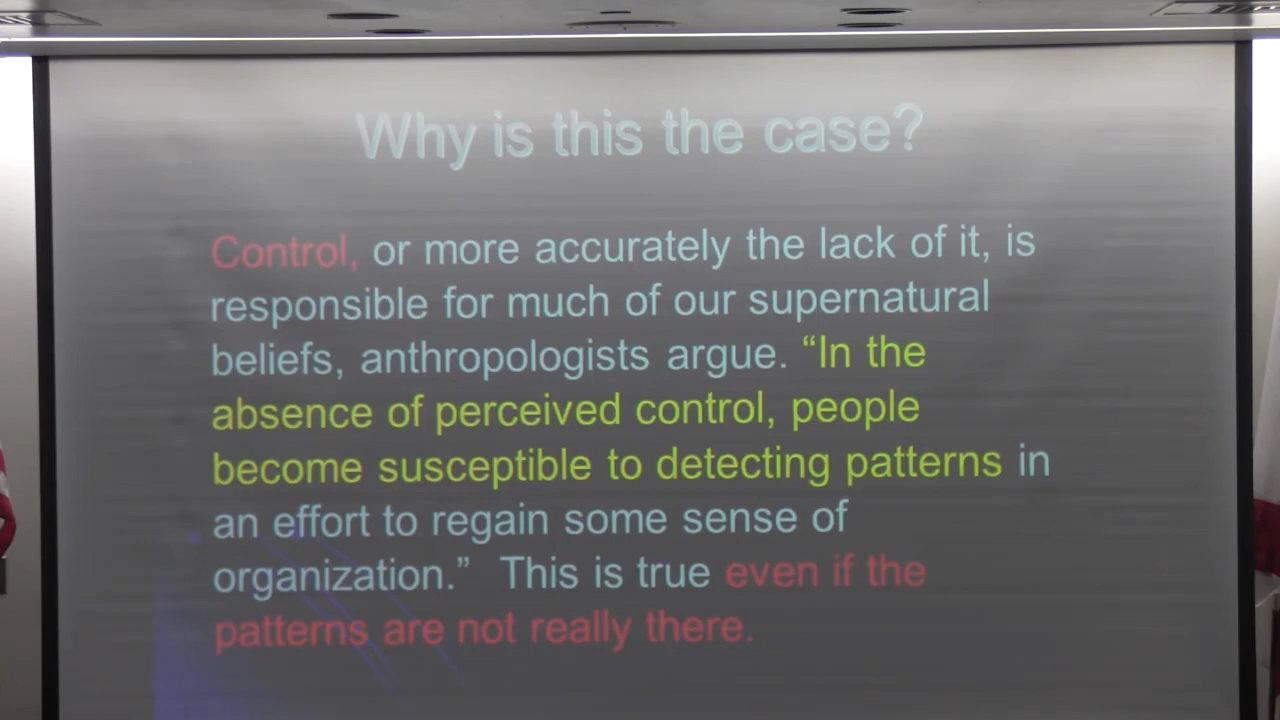 Why is this the case?
Control, or more accurately the lack of it, is
responsible for much of our supernatural
beliefs, anthropologists argue. “In the
absence of perceived control, people
become susceptible to detecting patterns in
an effort to regain some sense of
organization.”  This is true even if the
patterns are not really there.